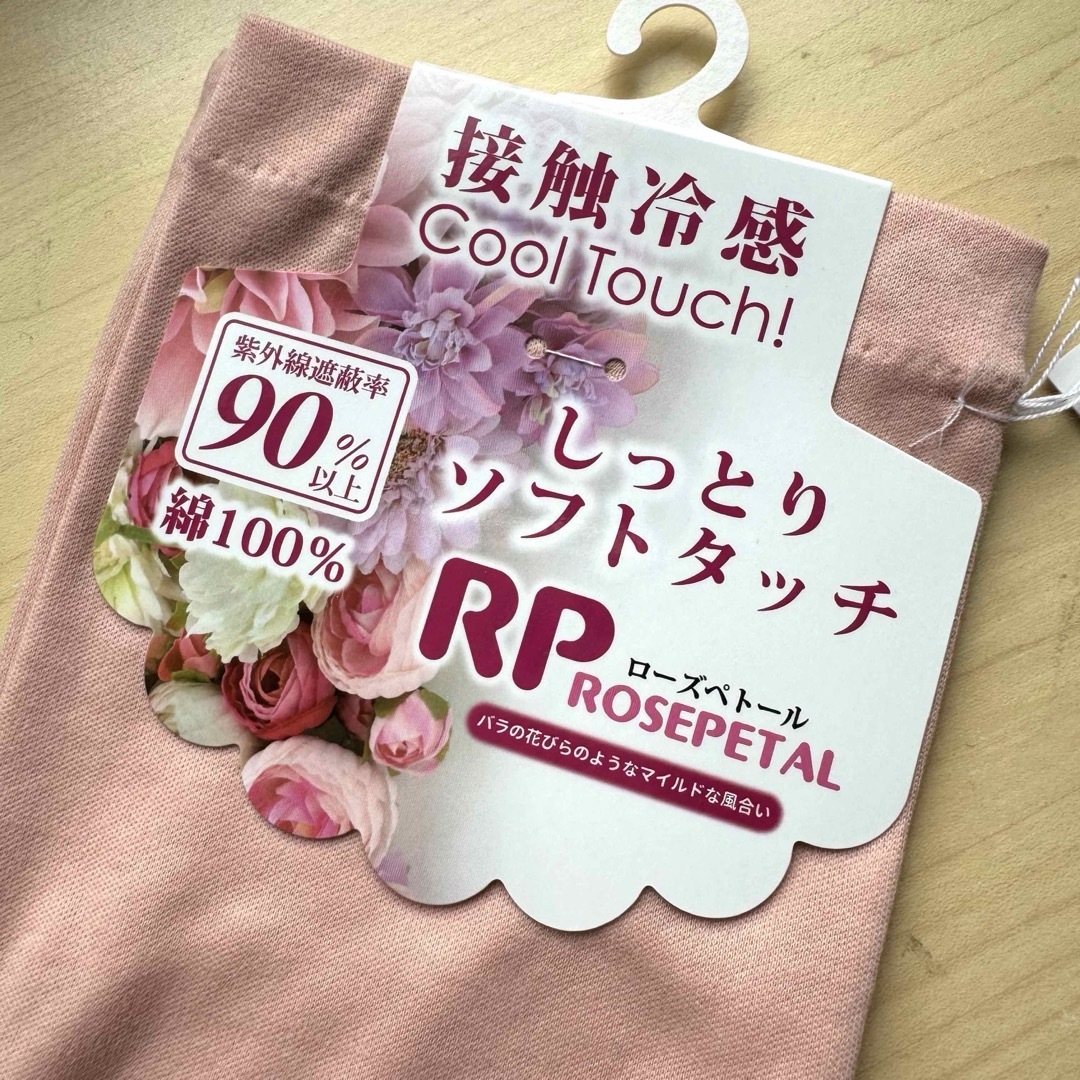 接触冷感
Cool Touch!
紫外線遮蔽率
90%以上
綿100%
しっとり
ソフトタッチ
RP
ローズペトール
ROSEPETAL
バラの花びらのようなマイルドな風合い